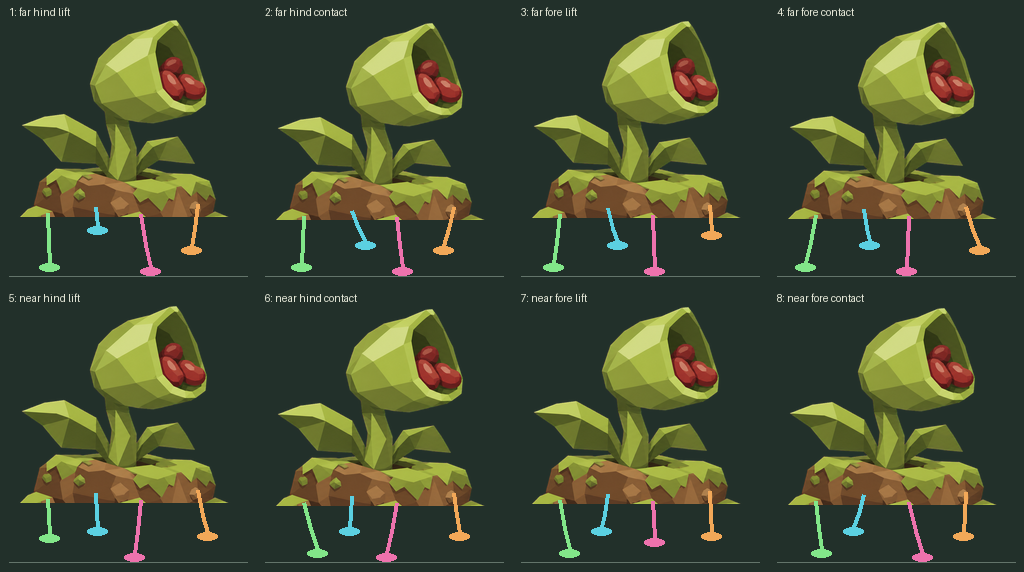 1: far hind lift
2: far hind contact
3: far fore lift
4: far fore contact
5: near hind lift
6: near hind contact
7: near fore lift
8: near fore contact